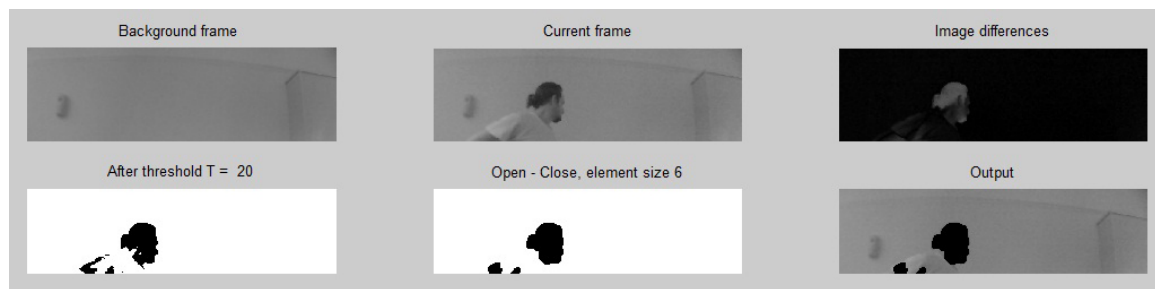 Background frame
Current frame
Image differences
After threshold T = 20
Open - Close, element size 6
Output